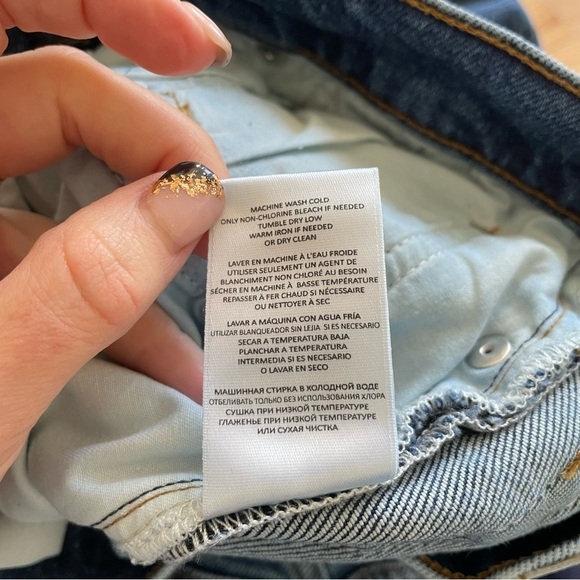 MACHINE WASH COLD
ONLY NON-CHLORINE BLEACH IF NEEDED
TUMBLE DRY LOW
WARM IRON IF NEEDED
OR DRY CLEAN
LAVER EN MACHINE À L'EAU FROIDE
UTILISER SEULEMENT UN AGENT DE
BLANCHIMENT NON CHLORÉ AU BESOIN
SÉCHER EN MACHINE À BASSE TEMPÉRATURE
REPASSER À FER CHAUD SI NÉCESSAIRE
OU NETTOYER À SEC
LAVAR A MÁQUINA CON AGUA FRÍA
UTILIZAR BLANQUEADOR SIN LEJIA SI ES NECESARIO
SECAR A TEMPERATURA BAJA
PLANCHAR A TEMPERATURA
INTERMEDIA SI ES NECESARIO
O LAVAR EN SECO
МАШИННАЯ СТИРКА В ХОЛОДНОЙ ВОДЕ
ОТБЕЛИВАТЬ ТОЛЬКО БЕЗ ИСПОЛЬЗОВАНИЯ ХЛОРА
СУШКА ПРИ НИЗКОЙ ТЕМПЕРАТУРЕ
ГЛАЖЕНЬЕ ПРИ НИЗКОЙ ТЕМПЕРАТУРЕ
ИЛИ СУХАЯ ЧИСТКА